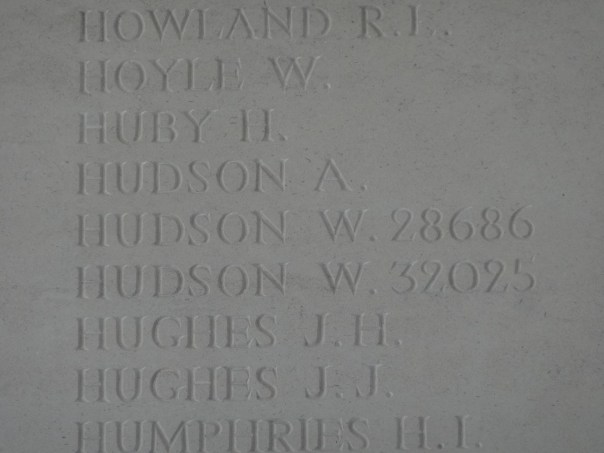 HOWLAND R.L.
HOYLE W.
HUBY H.
HUDSON A.
HUDSON W. 28686
HUDSON W. 32025
HUGHES J.H.
HUGHES J.J.
HUMPHRIES H.I.